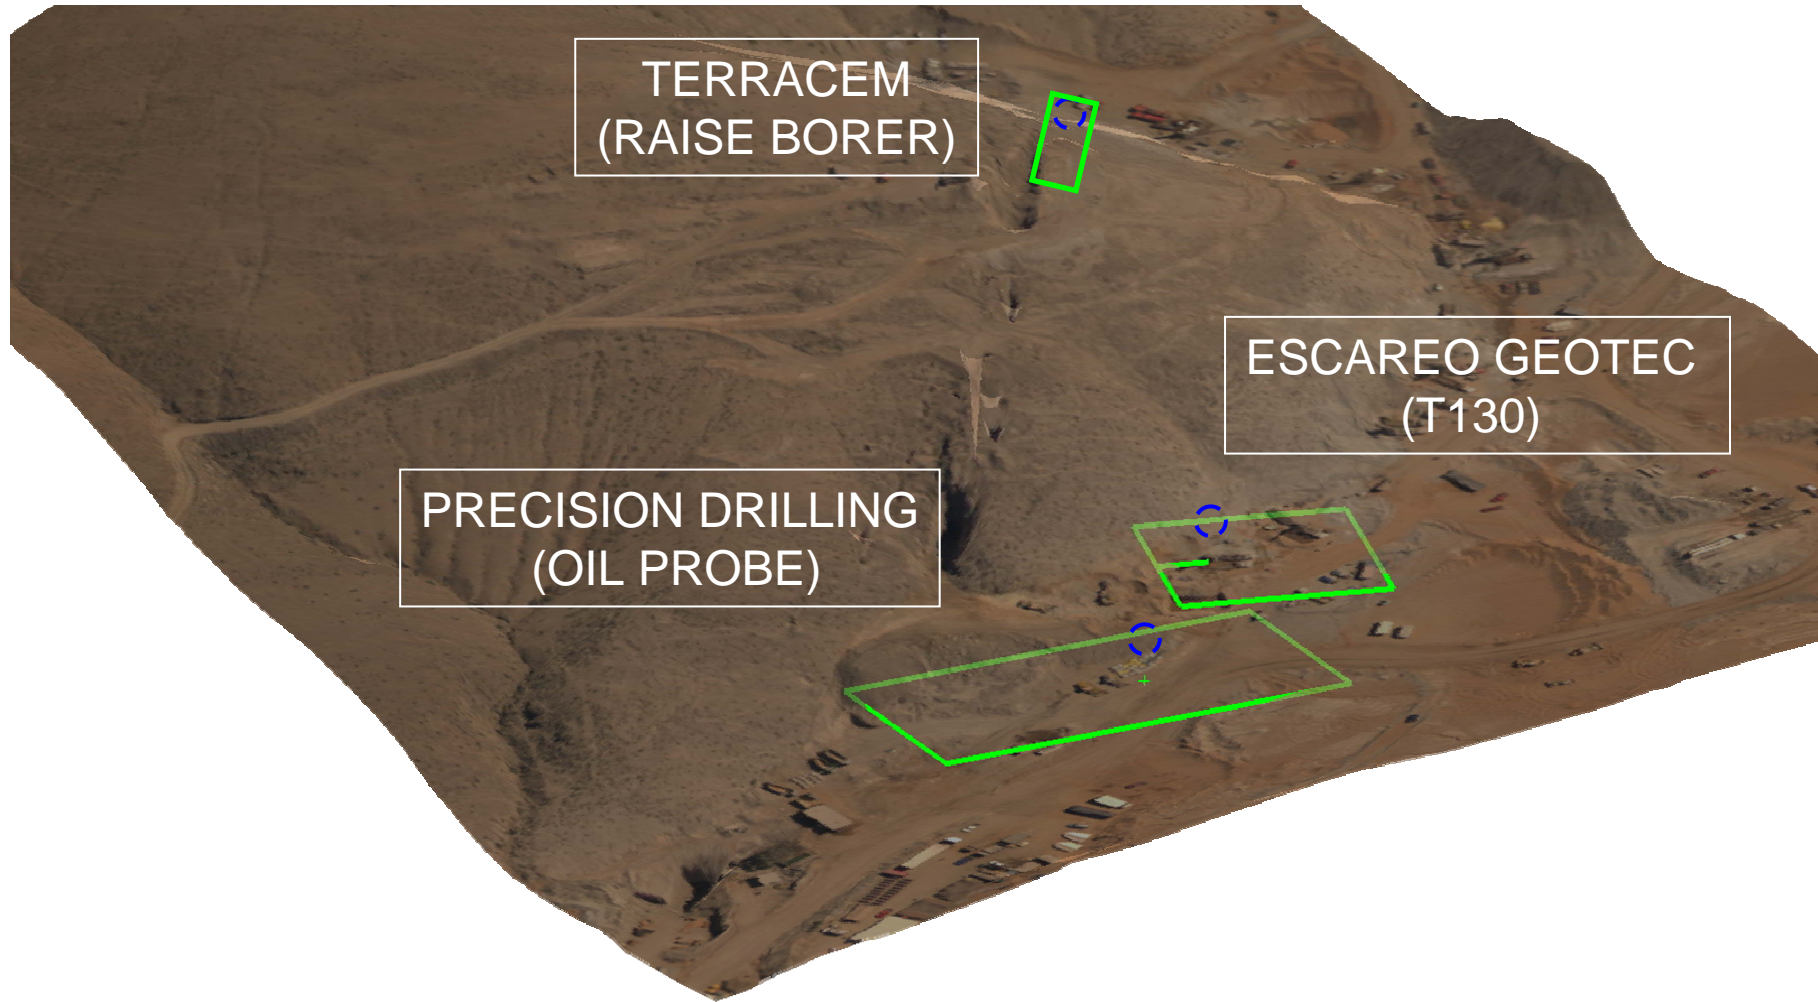 TERRACEM
(RAISE BORER)
ESCAREO GEOTEC
(T130)
PRECISION DRILLING
(OIL PROBE)